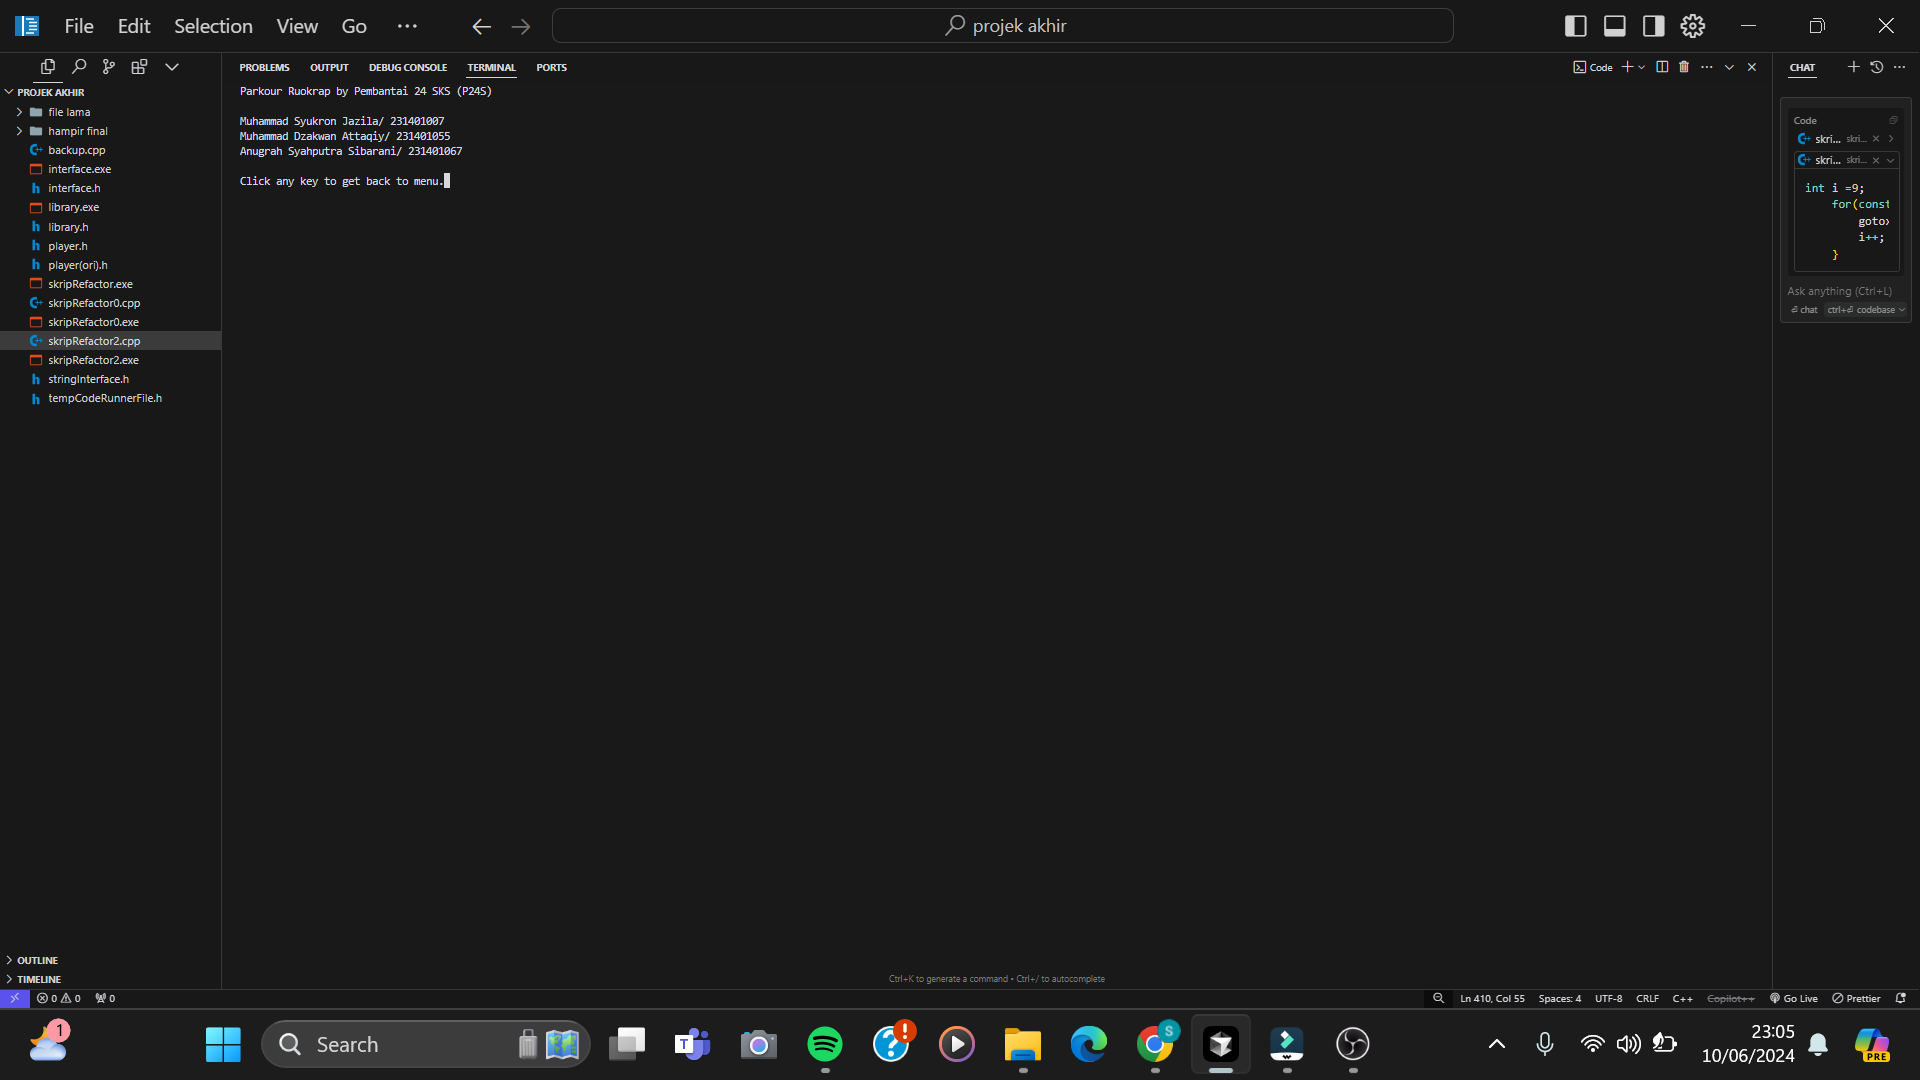 File Edit Selection View Go ...
projek akhir
PROJEK AKHIR
file lama
hampir final
backup.cpp
interface.exe
interface.h
library.exe
library.h
player.h
player(ori).h
skripRefactor.exe
skripRefactor0.cpp
skripRefactor0.exe
skripRefactor2.cpp
skripRefactor2.exe
stringInterface.h
tempCodeRunnerFile.h
OUTLINE
TIMELINE
PROBLEMS OUTPUT DEBUG CONSOLE TERMINAL PORTS
Code
Parkour Ruokrap by Pembantai 24 SKS (P24S)
Muhammad Syukron Jazila/ 231401007
Muhammad Dzakwan Attaqiy/ 231401055
Anugrah Syahputra Sibarani/ 231401067
Click any key to get back to menu.
Ctrl+K to generate a command • Ctrl+/ to autocomplete
CHAT
Code
skri... skri...
skri... skri...
int i =9;
for(const
goto
i++;
}
Ask anything (Ctrl+L)
⏎ chat ctrl+⏎ codebase
0 0 0
Ln 410, Col 55 Spaces: 4 UTF-8 CRLF C++ Copilot++ Go Live Prettier
1
Search
S
23:05
10/06/2024
PRE